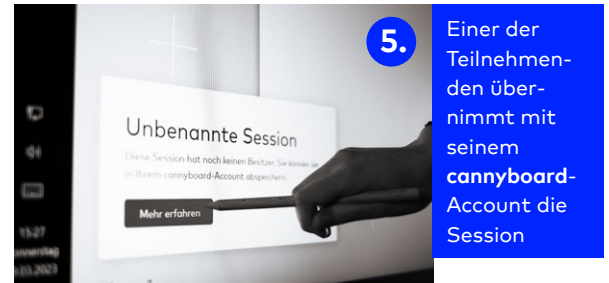 5.
Einer der
Teilnehmen-
den über-
nimmt mit
seinem
cannyboard-
Account die
Session
Unbenannte Session
Diese Session hat noch keinen Besitzer. Sie können sie
in Ihrem cannyboard-Account abspeichern.
Mehr erfahren
15:27